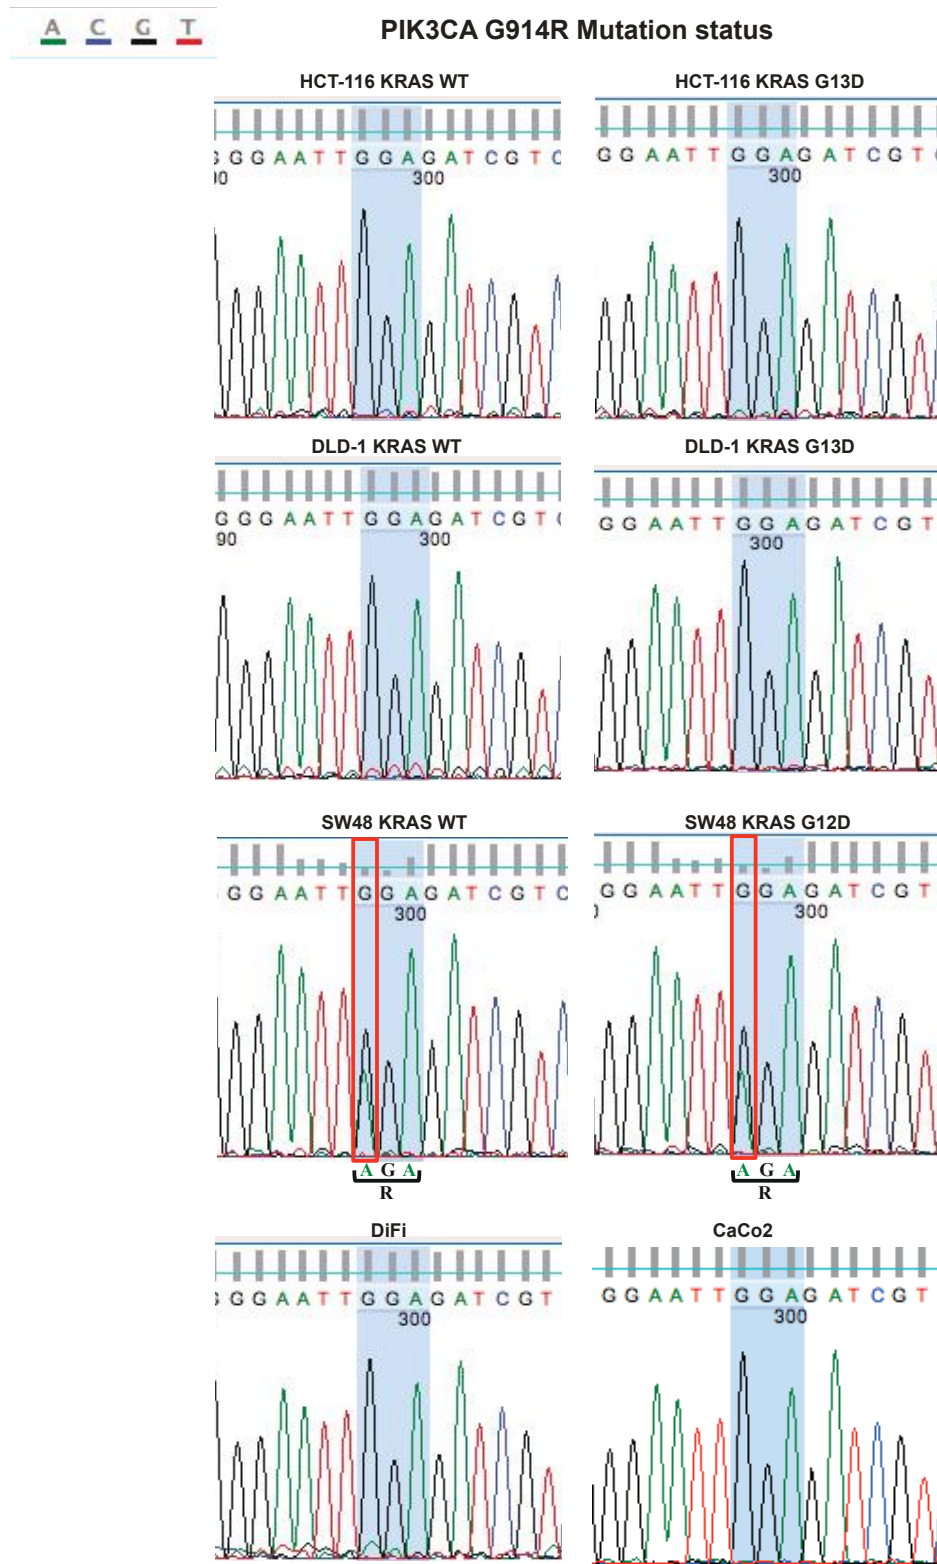 A C G T
PIK3CA G914R Mutation status
HCT-116 KRAS WT
HCT-116 KRAS G13D
G G A A T T G G A G A T C G T C
300
G G A A T T G G A G A T C G T
300
DLD-1 KRAS WT
DLD-1 KRAS G13D
G G G A A T T G G A G A T C G T
90 300
G G A A T T G G A G A T C G T
300
SW48 KRAS WT
SW48 KRAS G12D
G G A A T T G G A G A T C G T C
300
G G A A T T G G A G A T C G T
300
A G A
R
A G A
R
DiFi
CaCo2
G G A A T T G G A G A T C G T
300
G G A A T T G G A G A T C G T
300